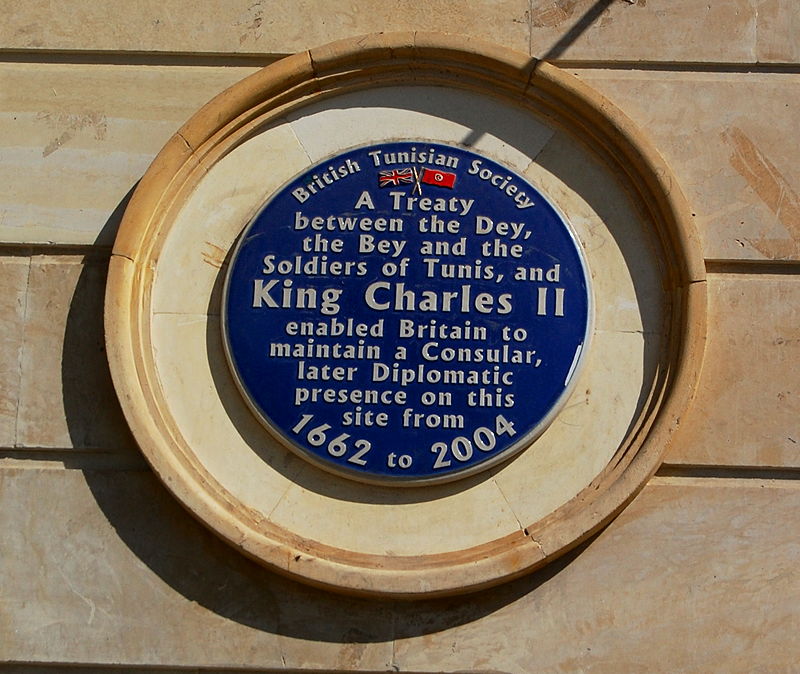 British Tunisian Society
A Treaty
between the Dey,
the Bey and the
Soldiers of Tunis, and
King Charles II
enabled Britain to
maintain a Consular,
later Diplomatic
presence on this
site from
1662 to 2004